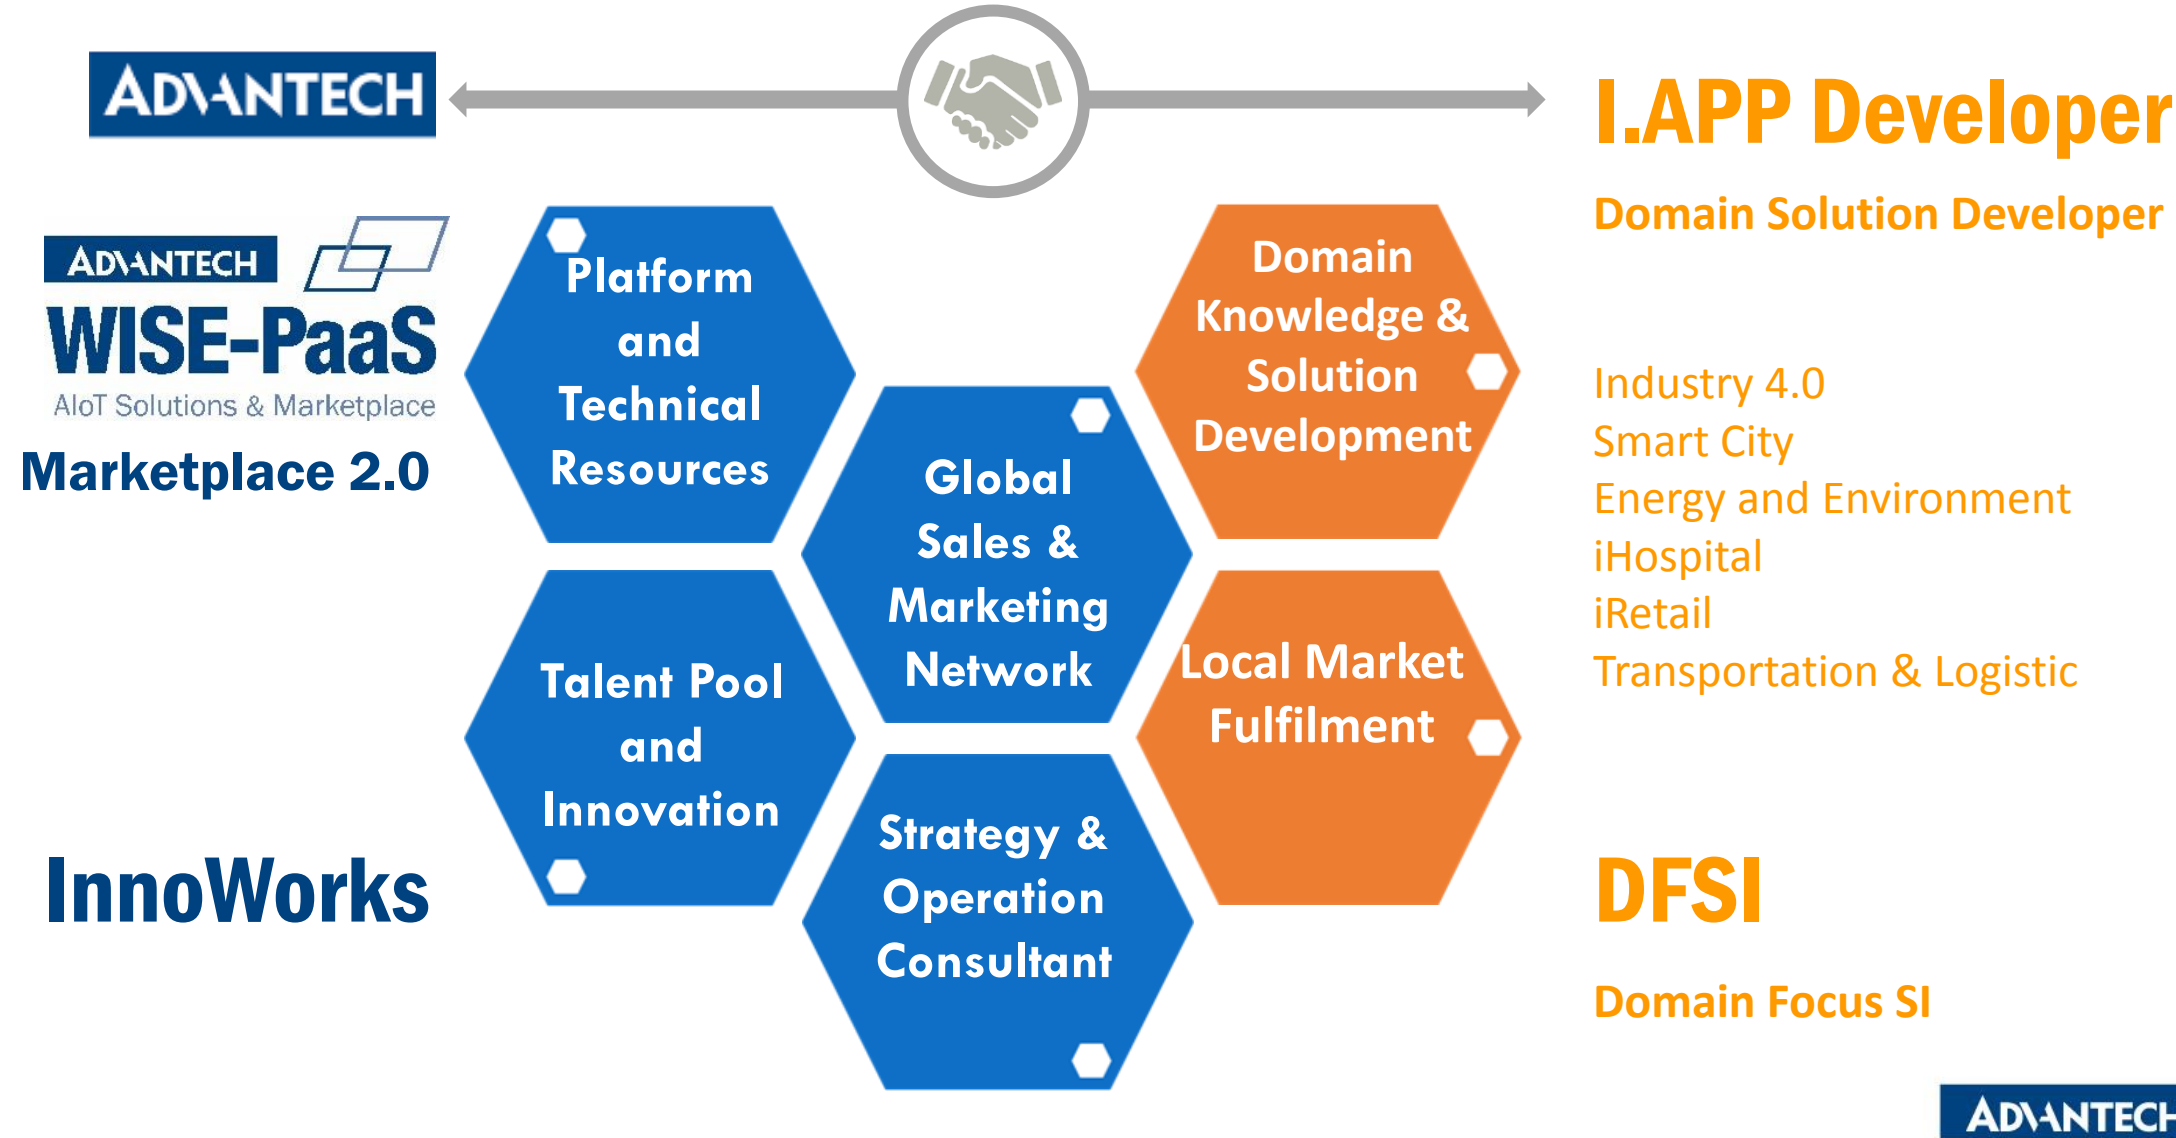 ADVANTECH
I.APP Developer
Domain Solution Developer
ADVANTECH
WISE-PaaS
AIoT Solutions & Marketplace
Marketplace 2.0
Platform
and
Technical
Resources
Global
Sales &
Marketing
Network
Domain
Knowledge &
Solution
Development
Industry 4.0
Smart City
Energy and Environment
iHospital
iRetail
Transportation & Logistic
Talent Pool
and
Innovation
Local Market
Fulfilment
InnoWorks
Strategy &
Operation
Consultant
DFSI
Domain Focus SI
ADVANTECH